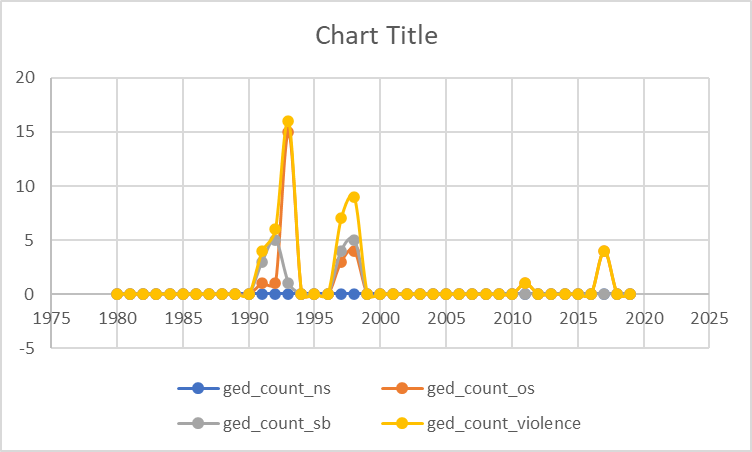 Chart Title
20
15
10
5
0
1975 1980 1985 1990 1995 2000 2005 2010 2015 2020 2025
-5
ged_count_ns ged_count_os
ged_count_sb ged_count_violence